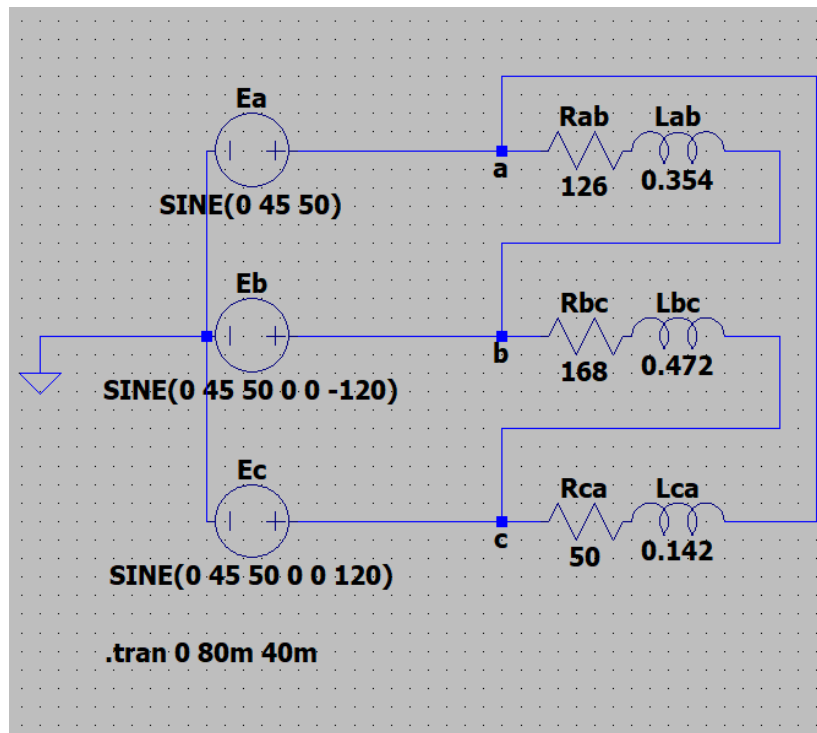 Ea
SINE(0 45 50)
Rab
Lab
126
0.354
a
Eb
SINE(0 45 50 0 0 -120)
Rbc
Lbc
168
0.472
b
Ec
SINE(0 45 50 0 0 120)
Rca
Lca
50
0.142
c
.tran 0 80m 40m